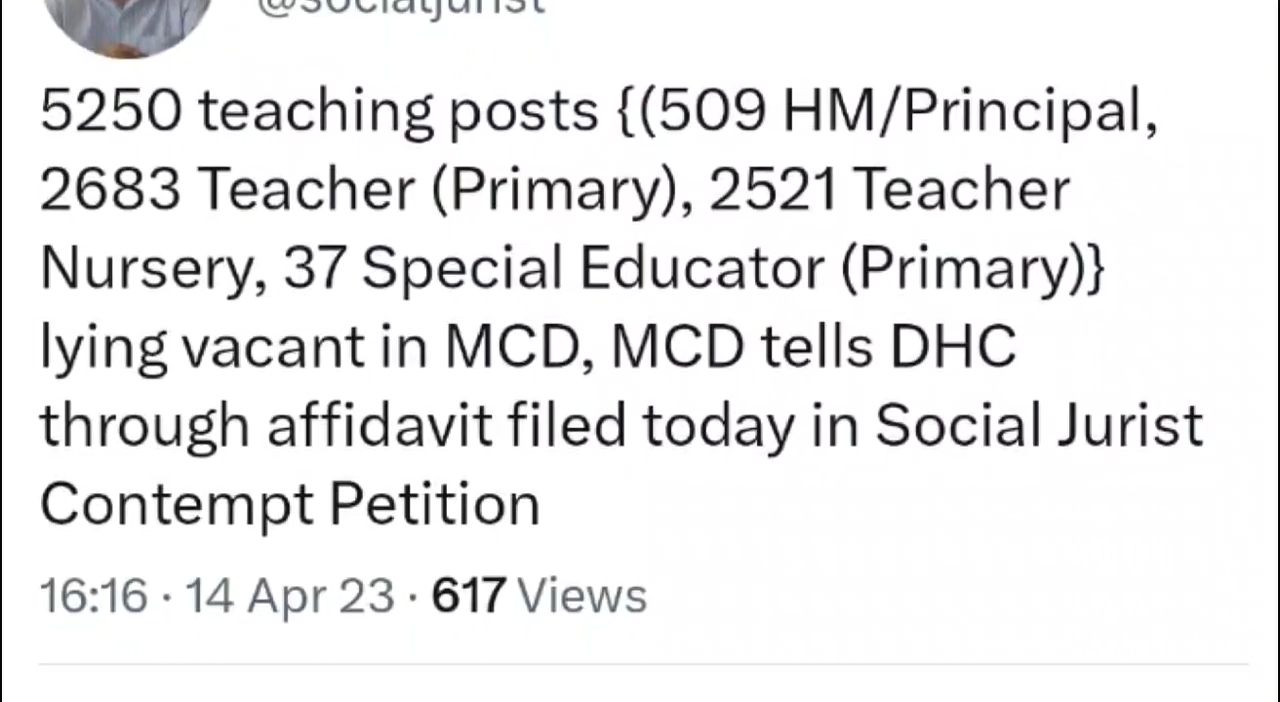 @socialjurist
5250 teaching posts {(509 HM/Principal,
2683 Teacher (Primary), 2521 Teacher
Nursery, 37 Special Educator (Primary)}
lying vacant in MCD, MCD tells DHC
through affidavit filed today in Social Jurist
Contempt Petition
16:16 · 14 Apr 23 · 617 Views